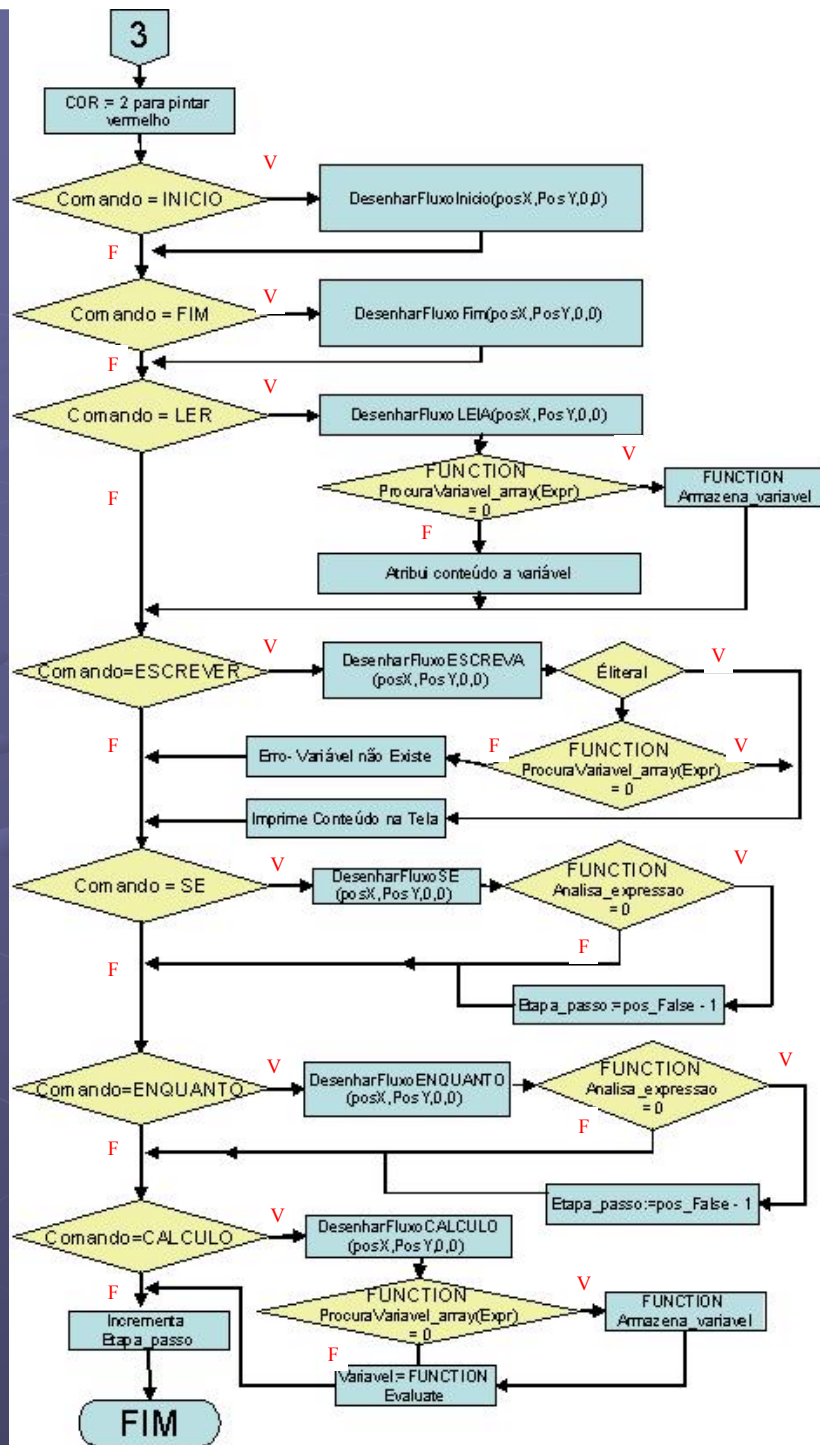 3
COR := 2 para pintar
vermelho
V
Comando = INICIO
DesenharFluxoInicio(posX,PosY,0,0)
F
V
Comando = FIM
DesenharFluxoFim(posX,PosY,0,0)
F
V
Comando = LER
DesenharFluxoLEIA(posX,PosY,0,0)
V
FUNCTION
ProcuraVariavel_array(Expr)
= 0
FUNCTION
Armazena_variavel
F
F
Atribui conteúdo a variável
V
Comando=ESCREVER
DesenharFluxoESCREVA
(posX,PosY,0,0)
Éliteral
V
F
Erro- Variável não Existe
F
FUNCTION
ProcuraVariavel_array(Expr)
= 0
V
Imprime Conteúdo na Tela
V
Comando = SE
DesenharFluxoSE
(posX,PosY,0,0)
FUNCTION
Analisa_expressao
= 0
V
F
F
Etapa_passo:=pos_False - 1
V
Comando=ENQUANTO
DesenharFluxoENQUANTO
(posX,PosY,0,0)
FUNCTION
Analisa_expressao
= 0
V
F
F
Etapa_passo:=pos_False - 1
V
Comando=CALCULO
DesenharFluxoCALCULO
(posX,PosY,0,0)
F
FUNCTION
ProcuraVariavel_array(Expr)
= 0
V
FUNCTION
Armazena_variavel
Incrementa
Etapa_passo
F
Variavel:= FUNCTION
Evaluate
FIM